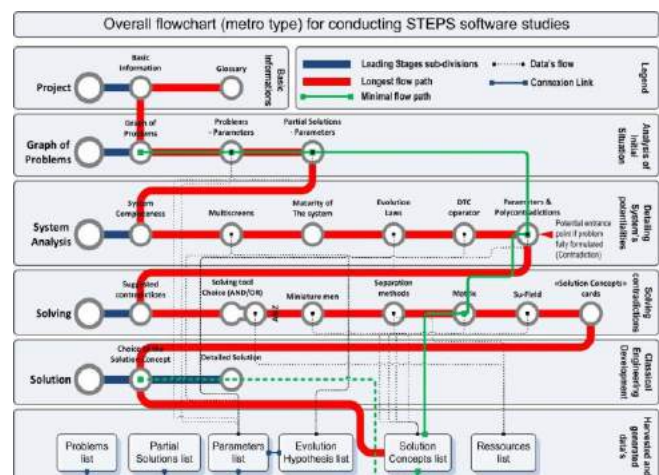 Overall flowchart (metro type) for conducting STEPS software studies
Project
Basic
Information
Glossary
Basic
Informations
Leading Stages sub-divisions
Longest flow path
Minimal flow path
Data's flow
Connexion Link
Legend
Graph of
Problems
Graph of
Problems
Problems
- Parameters
Partial Solutions
- Parameters
Analysis of
Initial
Situation
System
Analysis
System
Completeness
Multiscreens
Maturity of
The system
Evolution
Laws
DTC
operator
Parameters &
Polycontradictions
Potential entrance
point if problem
fully formulated
(Contradiction)
Detailing
System's
potentialities
Solving
Suggested
contradictions
Solving tool
Choice (AND/OR)
Miniature men
Separation
methods
Matrix
Su-Field
«Solution Concepts»
cards
Solving
contradictions
Solution
Choice of the
Solution Concept
Detailed Solution
Classical
Engineering
Development
Problems
list
Partial
Solutions list
Parameters
list
Evolution
Hypothesis list
Solution
Concepts list
Ressources
list
Harvested and
generated
data's